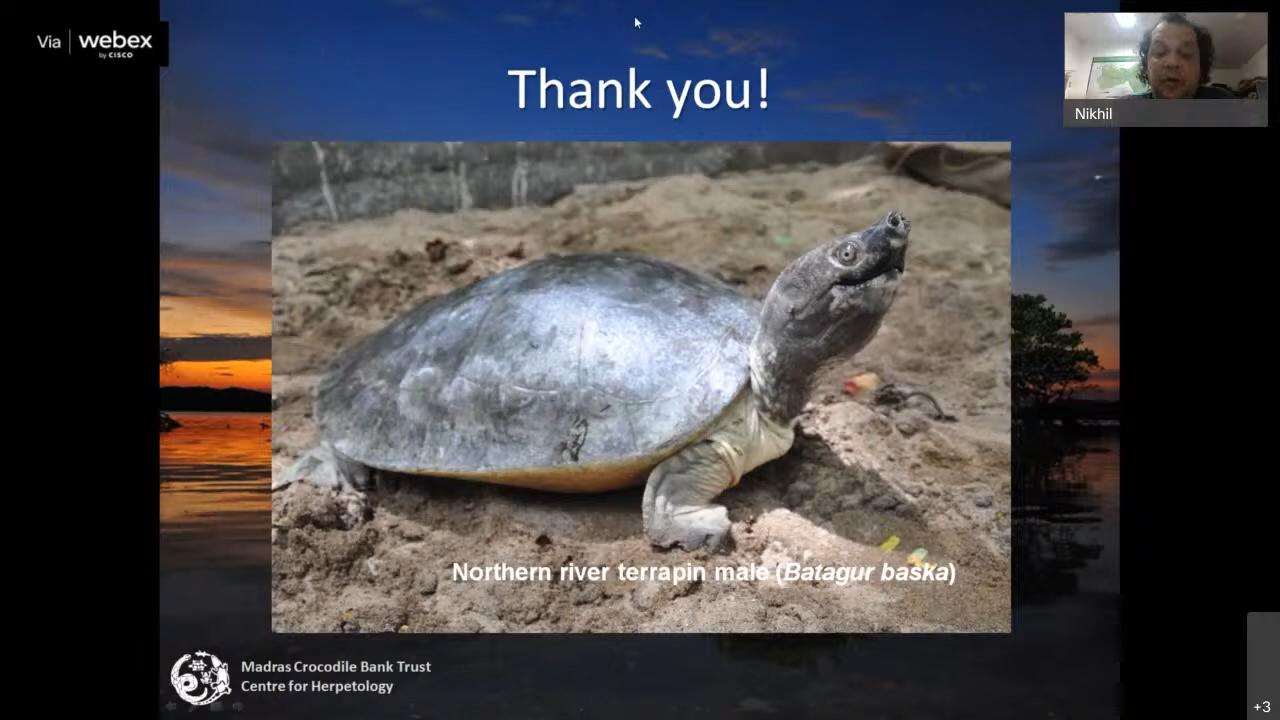 Via webex
by CISCO
Thank you!
Nikhil
Northern river terrapin male (Batagur baska)
Madras Crocodile Bank Trust
Centre for Herpetology
+3